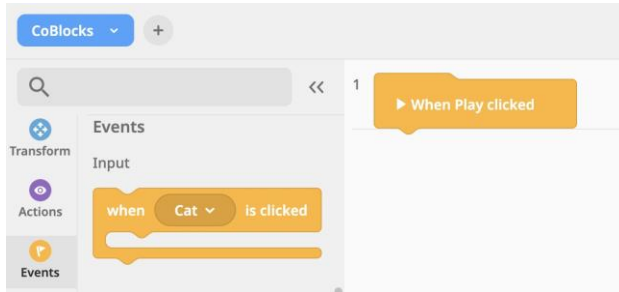 CoBlocks
1
When Play clicked
Events
Transform
Input
Actions
when Cat is clicked
Events